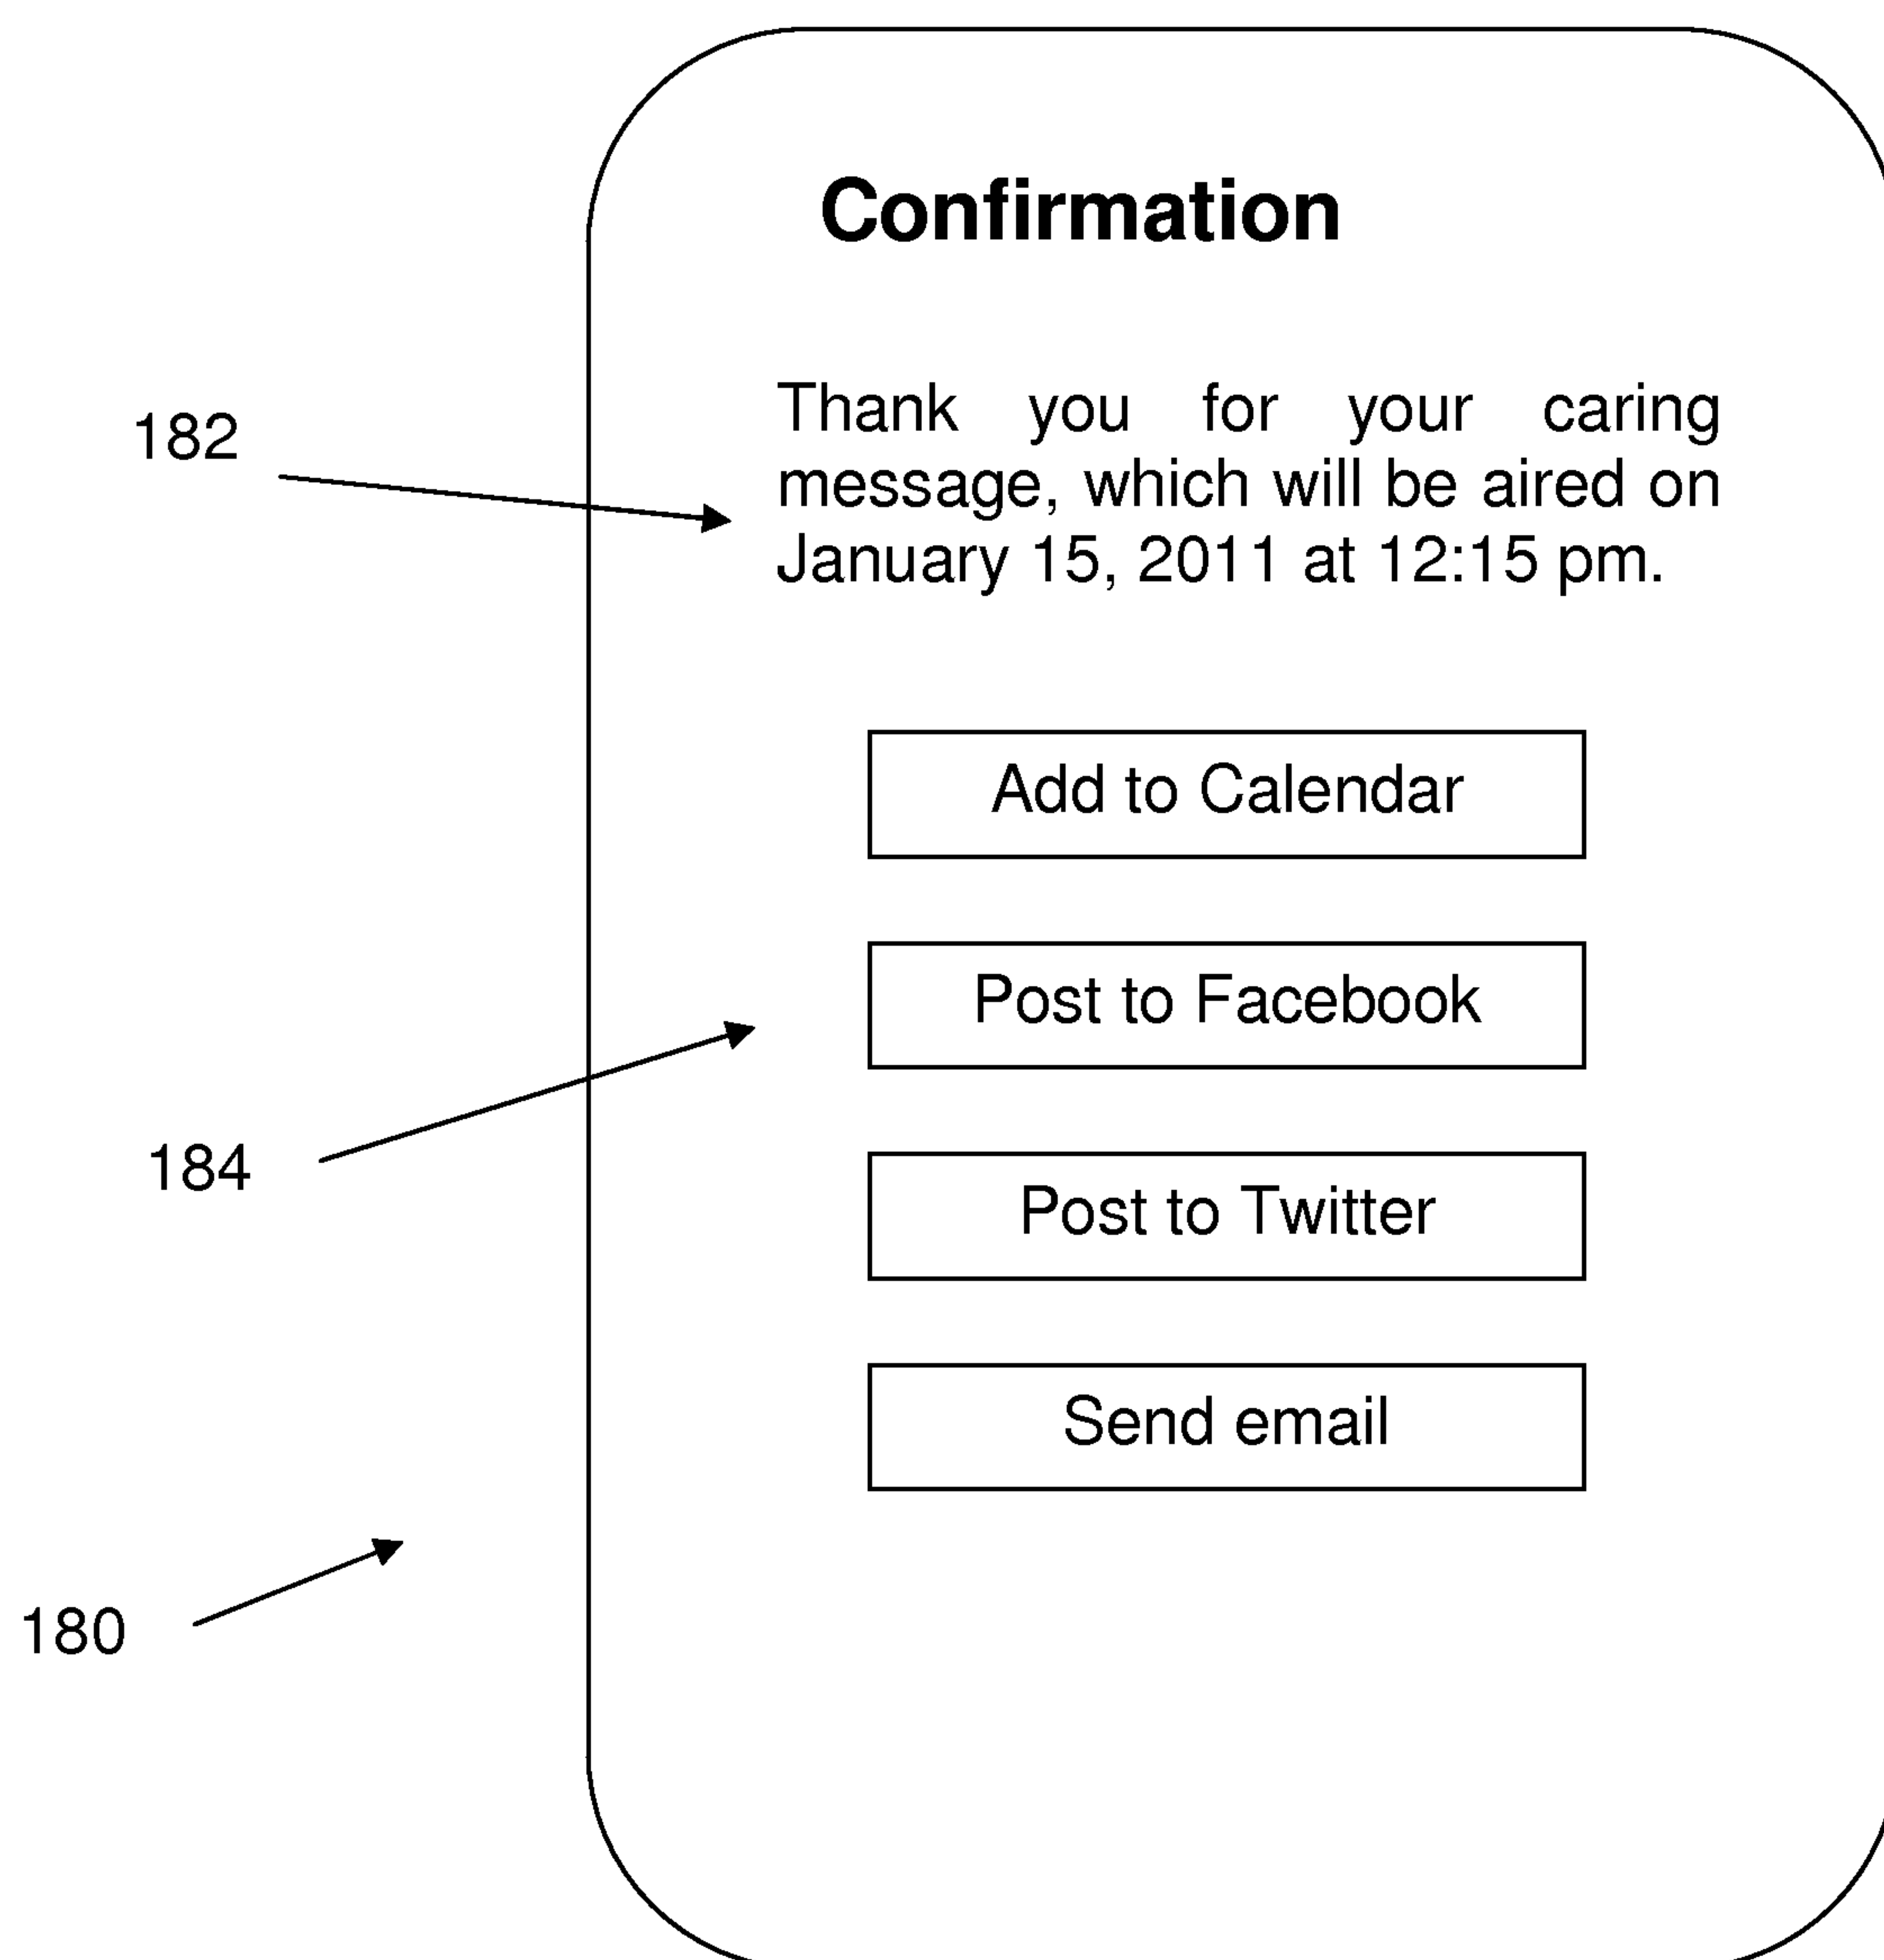 Confirmation
182
Thank you for your caring
message, which will be aired on
January 15, 2011 at 12:15 pm.
Add to Calendar
Post to Facebook
184
Post to Twitter
Send email
180